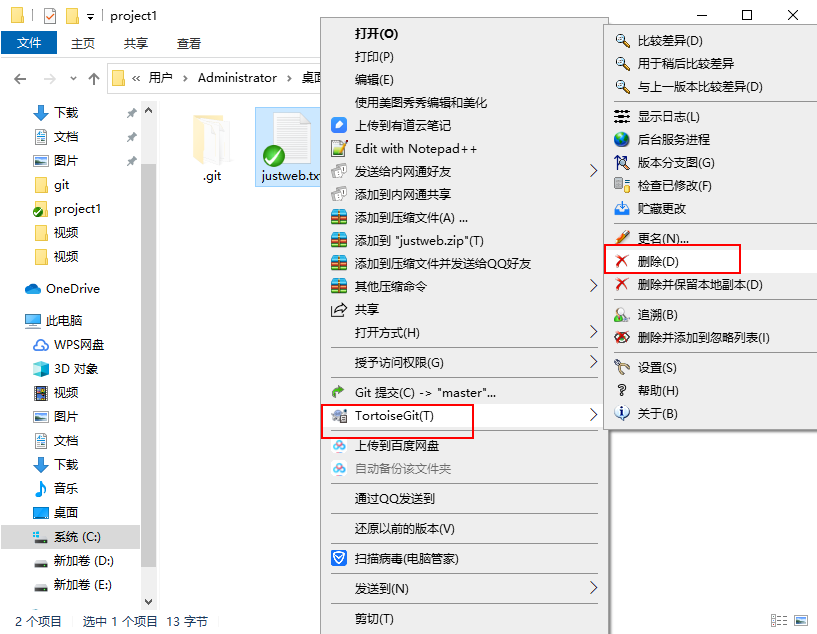 project1
文件 主页 共享 查看
« 用户 > Administrator > 桌面
下载
文档
图片
git
project1
视频
视频
OneDrive
此电脑
WPS网盘
3D 对象
视频
图片
文档
下载
音乐
桌面
系统 (C:)
新加卷 (D:)
新加卷 (E:)
2 个项目 选中 1 个项目 13 字节
.git
justweb.txt
打开(O)
打印(P)
编辑(E)
使用美图秀秀编辑和美化
上传到有道云笔记
Edit with Notepad++
发送给内网通好友
添加到内网通共享
添加到压缩文件(A) ...
添加到 "justweb.zip"(T)
添加到压缩文件并发送给QQ好友
其他压缩命令
共享
打开方式(H)
授予访问权限(G)
Git 提交(C) -> "master"...
TortoiseGit(T)
上传到百度网盘
自动备份该文件夹
通过QQ发送到
还原以前的版本(V)
扫描病毒(电脑管家)
发送到(N)
剪切(T)
比较差异(D)
用于稍后比较差异
与上一版本比较差异(D)
显示日志(L)
后台服务进程
版本分支图(G)
检查已修改(F)
贮藏更改
更名(N)...
删除(D)
删除并保留本地副本(D)
追溯(B)
删除并添加到忽略列表(I)
设置(S)
帮助(H)
关于(B)